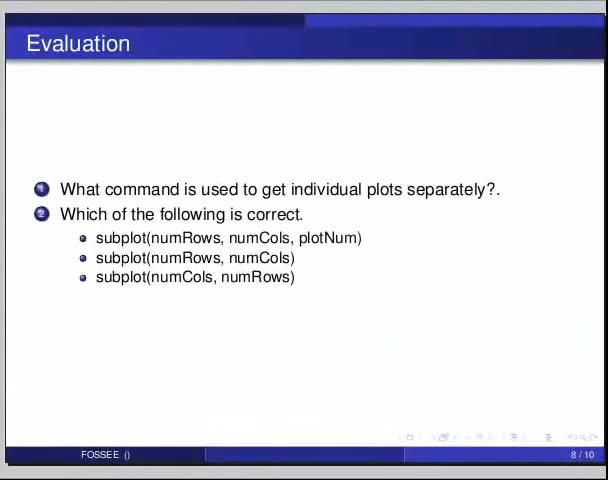 Evaluation
1 What command is used to get individual plots separately?.
2 Which of the following is correct.
subplot(numRows, numCols, plotNum)
subplot(numRows, numCols)
subplot(numCols, numRows)
FOSSEE ()
8 / 10